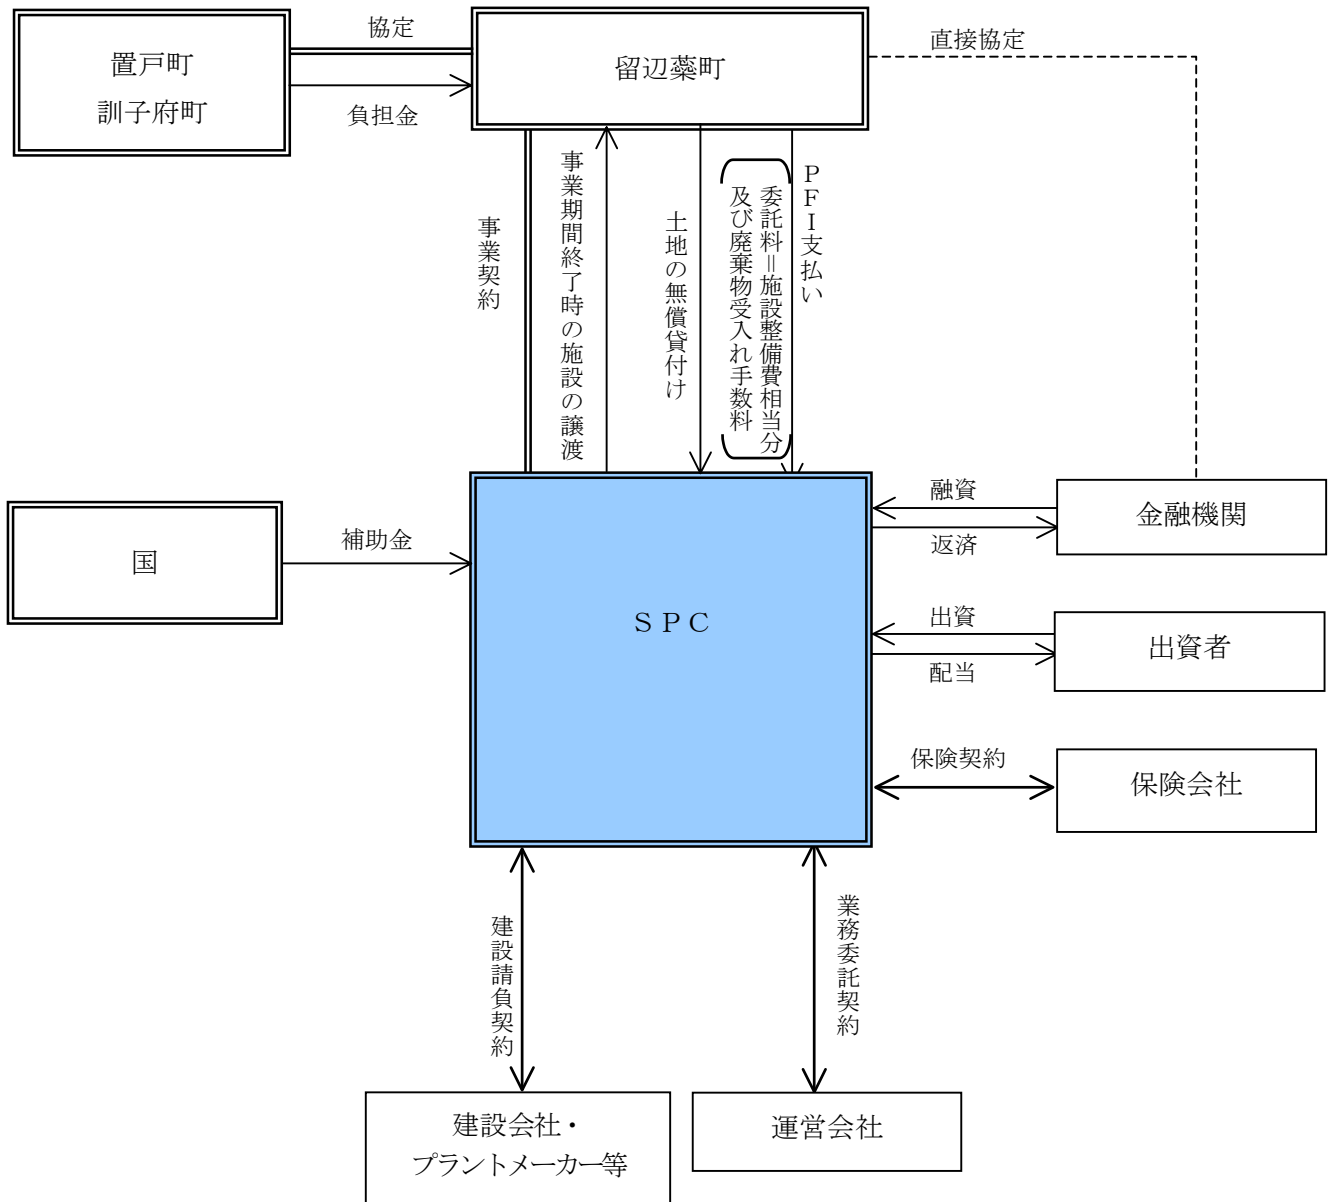 協定
直接協定
置戸町
訓子府町
留辺蘂町
負担金
事業契約
事業期間終了時の施設の譲渡
土地の無償貸付け
PFI支払い
委託料＝施設整備費相当分
及び廃棄物受入れ手数料
融資
金融機関
返済
補助金
国
SPC
出資
出資者
配当
保険契約
保険会社
建設請負契約
業務委託契約
建設会社・
プラントメーカー等
運営会社